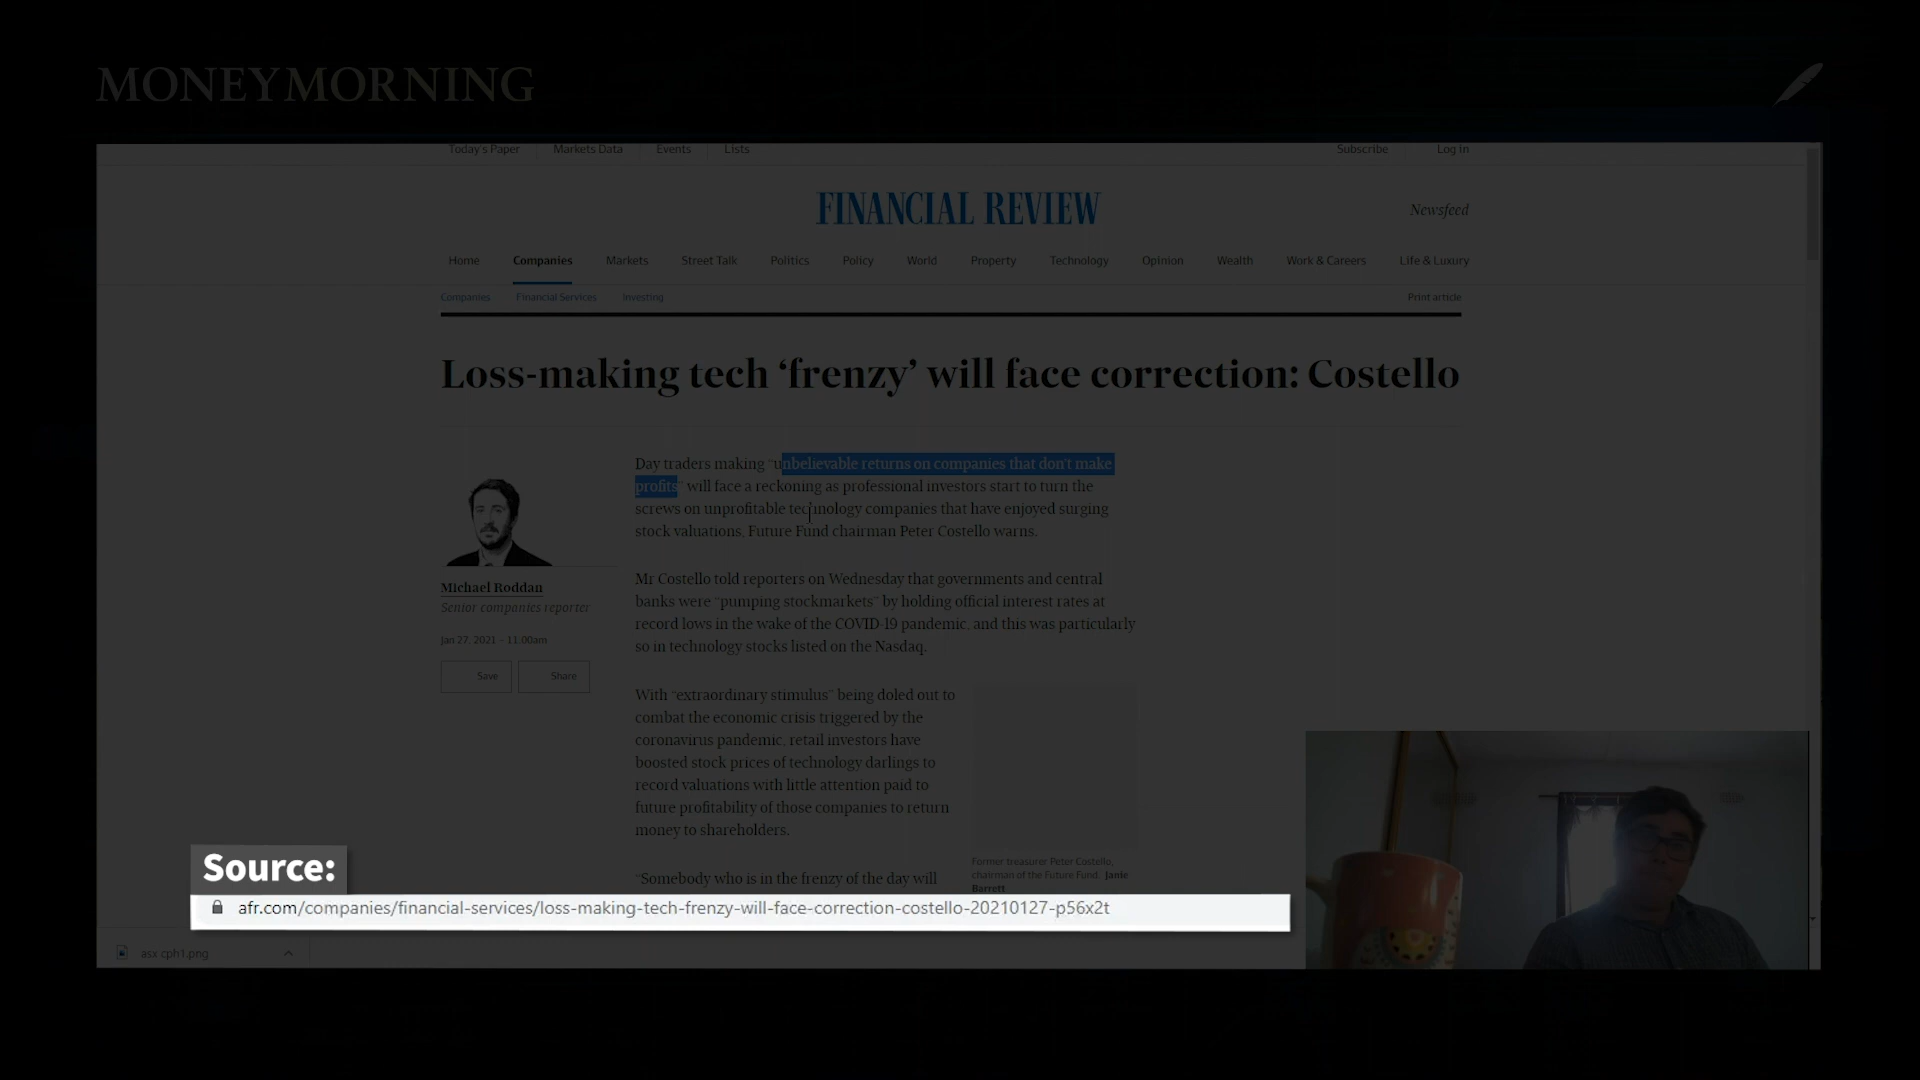 MONEYMORNING
Today's Paper Markets Data Events Lists Subscribe Log in
FINANCIAL REVIEW
Newsfeed
Home Companies Markets Street Talk Politics Policy World Property Technology Opinion Wealth Work & Careers Life & Luxury
Companies Financial Services Investing Print article
Loss-making tech ‘frenzy’ will face correction: Costello
Day traders making “unbelievable returns on companies that don't make
profits” will face a reckoning as professional investors start to turn the
screws on unprofitable technology companies that have enjoyed surging
stock valuations, Future Fund chairman Peter Costello warns.
Michael Roddan
Senior companies reporter
Jan 27, 2021 – 11.00am
Save Share
Mr Costello told reporters on Wednesday that governments and central
banks were “pumping stockmarkets” by holding official interest rates at
record lows in the wake of the COVID-19 pandemic, and this was particularly
so in technology stocks listed on the Nasdaq.
With “extraordinary stimulus” being doled out to
combat the economic crisis triggered by the
coronavirus pandemic, retail investors have
boosted stock prices of technology darlings to
record valuations with little attention paid to
future profitability of those companies to return
money to shareholders.
Former treasurer Peter Costello,
chairman of the Future Fund. Janie
Barrett
“Somebody who is in the frenzy of the day will
Source:
afr.com/companies/financial-services/loss-making-tech-frenzy-will-face-correction-costello-20210127-p56x2t
asx cph1.png